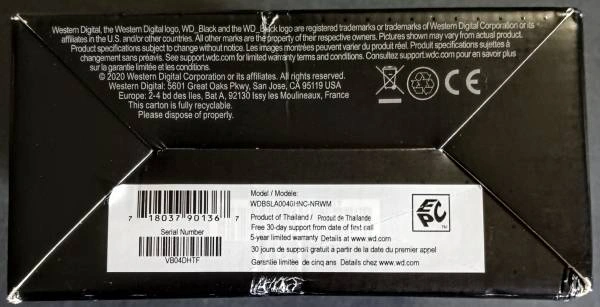 Western Digital, the Western Digital logo, WD_Black and the WD_Black logo are registered trademarks or trademarks of Western Digital Corporation or its
affiliates in the U.S. and/or other countries. All other marks are the property of their respective owners. Pictures shown may vary from actual product.
Product specifications subject to change without notice. Les images montrées peuvent varier du produit réel. Produit spécifications sujettes à
changement sans préavis. See support.wdc.com for limited warranty terms and conditions. Consultez support.wdc.com pour en savoir plus
sur la garantie limitée et les conditions.
© 2020 Western Digital Corporation or its affiliates. All rights reserved.
Western Digital: 5601 Great Oaks Pkwy, San Jose, CA 95119 USA
Europe: 2-4 bd des Iles, Bat A, 92130 Issy les Moulineaux, France
This carton is fully recyclable.
Please dispose of properly.
CE
7 18037 90136 7
Serial Number
VB04DHTF
Model / Modèle:
WDBSLA0040HNC-NRWM
Product of Thailand / Produit de Thaïlande
Free 30-day support from date of first call
5-year limited warranty Details at www.wd.com
30 jours de support gratuit a partir de la date du premier appel
Garantie limitée de cinq ans Details chez www.wd.com
EPC
TM